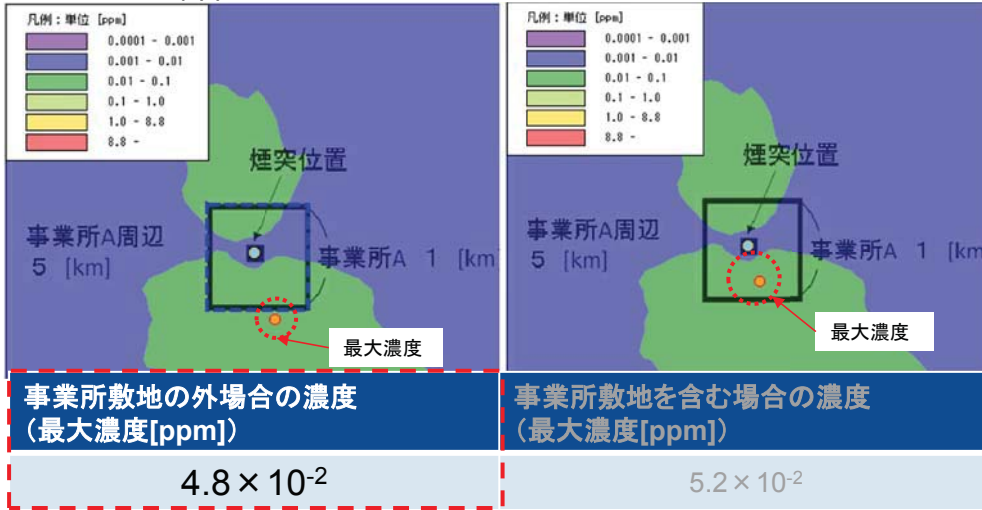 凡例：単位 [ppm]
0.0001 - 0.001
0.001 - 0.01
0.01 - 0.1
0.1 - 1.0
1.0 - 8.8
8.8 -
煙突位置
事業所A周辺
5 [km]
事業所A 1 [km
最大濃度
凡例：単位 [ppm]
0.0001 - 0.001
0.001 - 0.01
0.01 - 0.1
0.1 - 1.0
1.0 - 8.8
8.8 -
煙突位置
事業所A周辺
5 [km]
事業所A 1 [km
最大濃度
事業所敷地の外場合の濃度
（最大濃度[ppm]）
事業所敷地を含む場合の濃度
（最大濃度[ppm]）
4.8×10⁻²
5.2×10⁻²